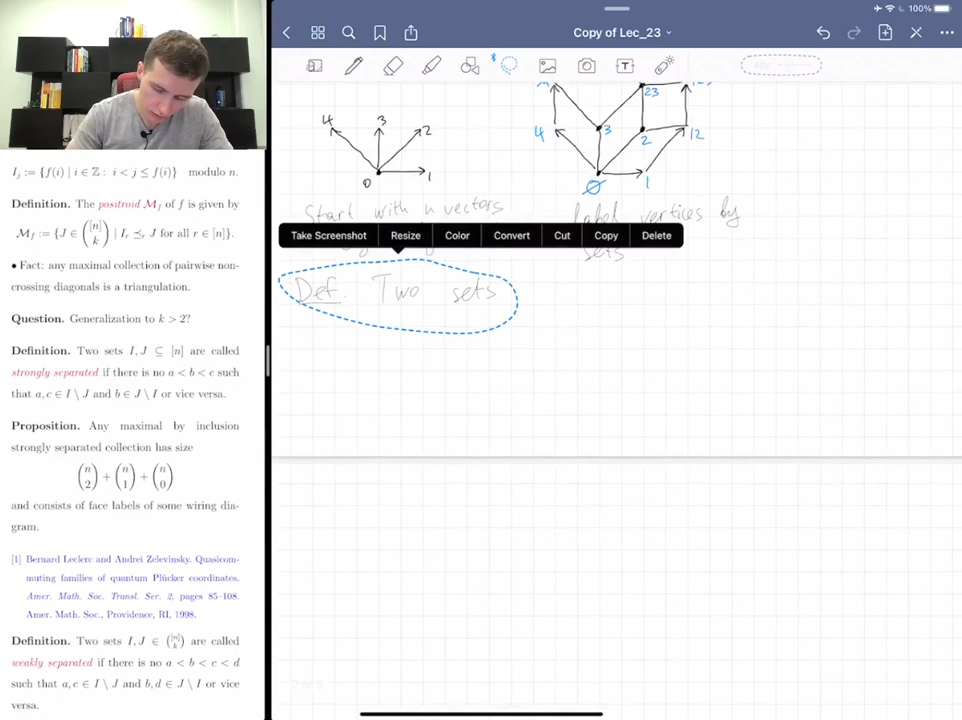 100%
Copy of Lec_23
I_j := {f(i) | i ∈ ℤ : i < j ≤ f(i)} modulo n.
Definition. The positroid M_f of f is given by
M_f := {J ∈ ([n] k) | I_r ⪯_r J for all r ∈ [n]}.
• Fact: any maximal collection of pairwise non-
crossing diagonals is a triangulation.
Question. Generalization to k > 2?
Definition. Two sets I, J ⊆ [n] are called
strongly separated if there is no a < b < c such
that a, c ∈ I \ J and b ∈ J \ I or vice versa.
Proposition. Any maximal by inclusion
strongly separated collection has size
(n 2) + (n 1) + (n 0)
and consists of face labels of some wiring dia-
gram.
[1] Bernard Leclerc and Andrei Zelevinsky. Quasicom-
muting families of quantum Plücker coordinates.
Amer. Math. Soc. Transl. Ser. 2, pages 85–108.
Amer. Math. Soc., Providence, RI, 1998.
Definition. Two sets I, J ∈ ([n] k) are called
weakly separated if there is no a < b < c < d
such that a, c ∈ I \ J and b, d ∈ J \ I or vice
versa.
23
4 3 2
4 3 2 12
0 1
∅ 1
Start with n vectors
label vertices by
sets
Take Screenshot Resize Color Convert Cut Copy Delete
Def. Two sets